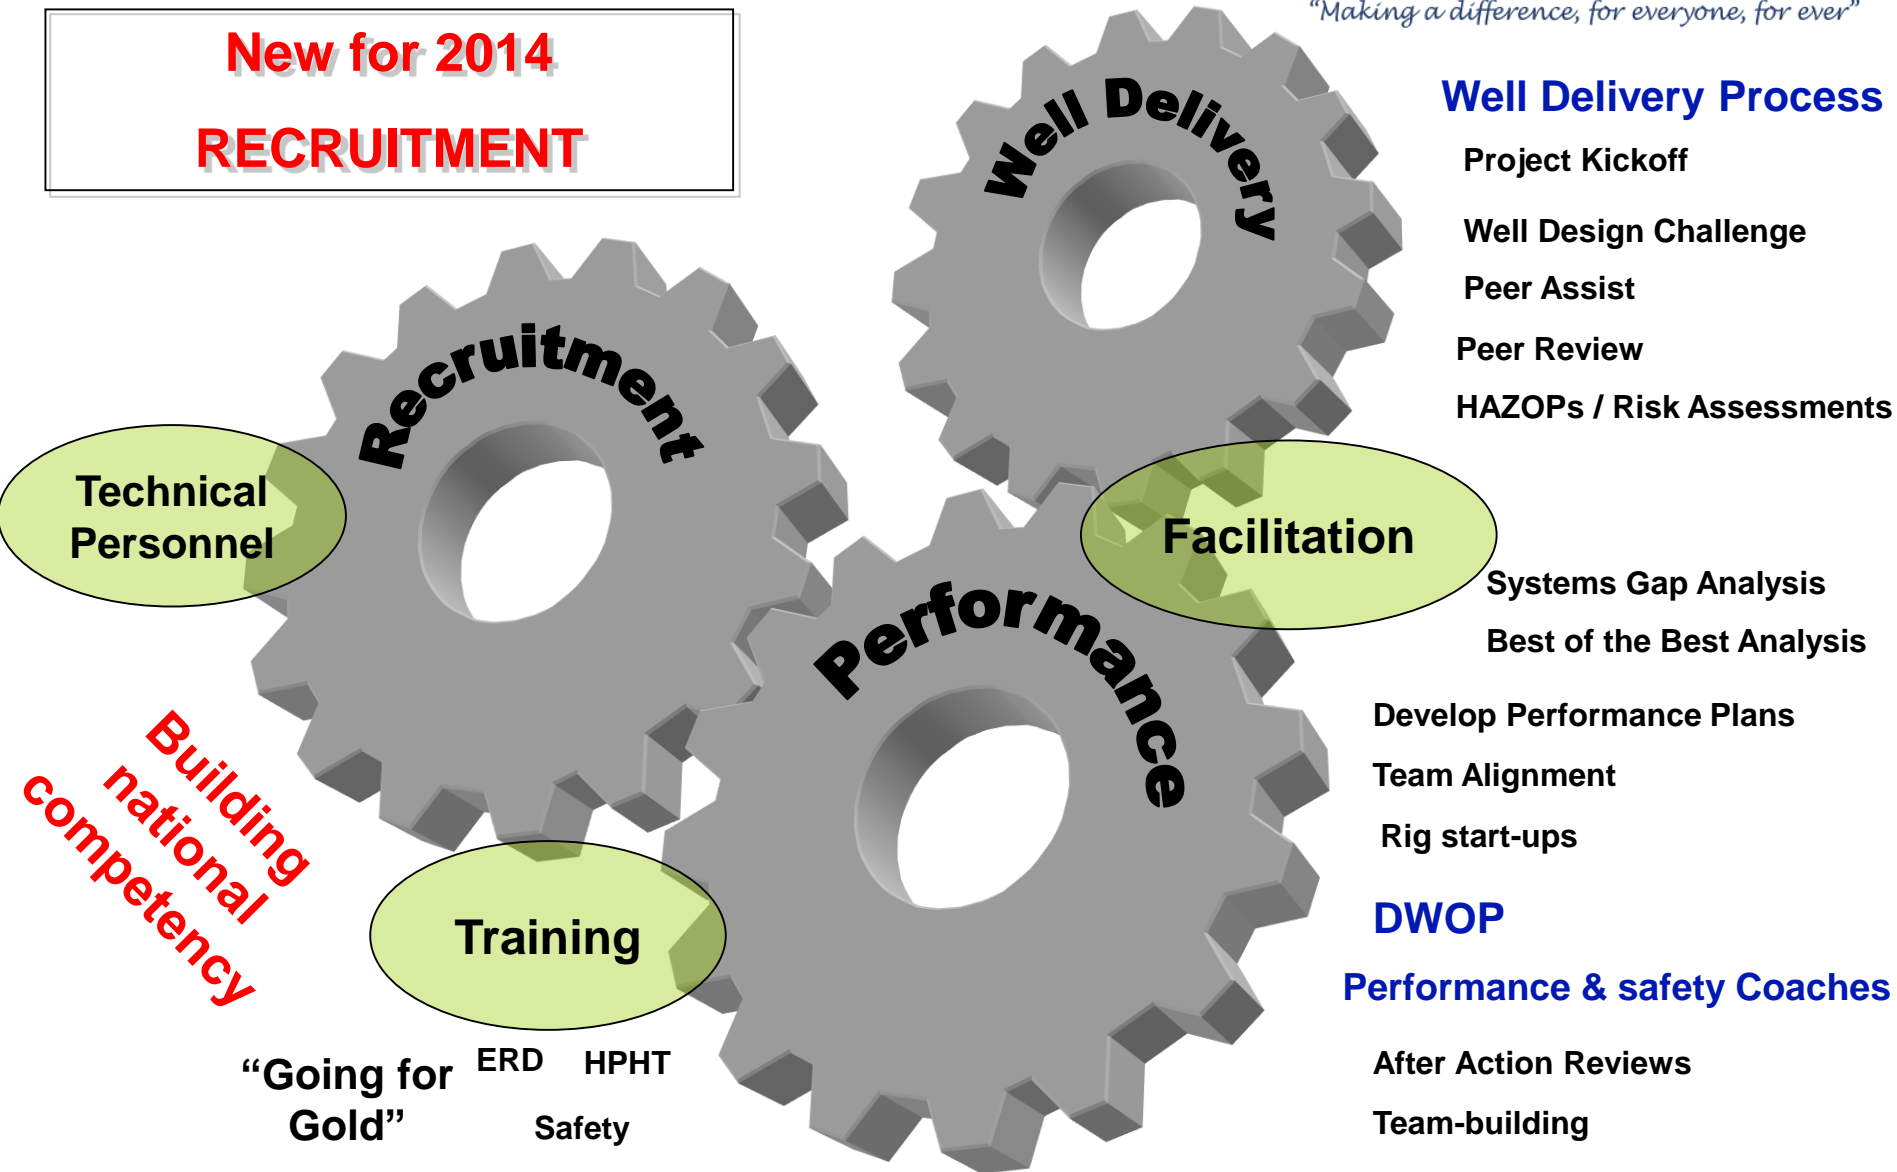 “Making a difference, for everyone, for ever”
New for 2014
RECRUITMENT
Well Delivery
Well Delivery Process
Project Kickoff
Well Design Challenge
Peer Assist
Peer Review
HAZOPs / Risk Assessments
Recruitment
Technical
Personnel
Facilitation
Systems Gap Analysis
Best of the Best Analysis
Performance
Develop Performance Plans
Team Alignment
Rig start-ups
Building
national
competency
Training
DWOP
Performance & safety Coaches
“Going for
Gold”
ERD
HPHT
Safety
After Action Reviews
Team-building